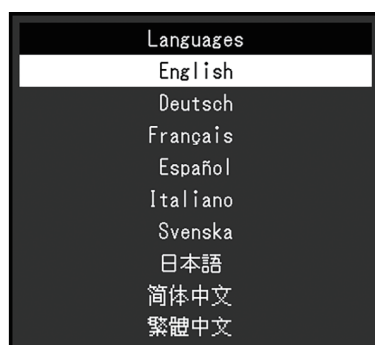 Languages
English
Deutsch
Français
Español
Italiano
Svenska
日本語
简体中文
繁體中文